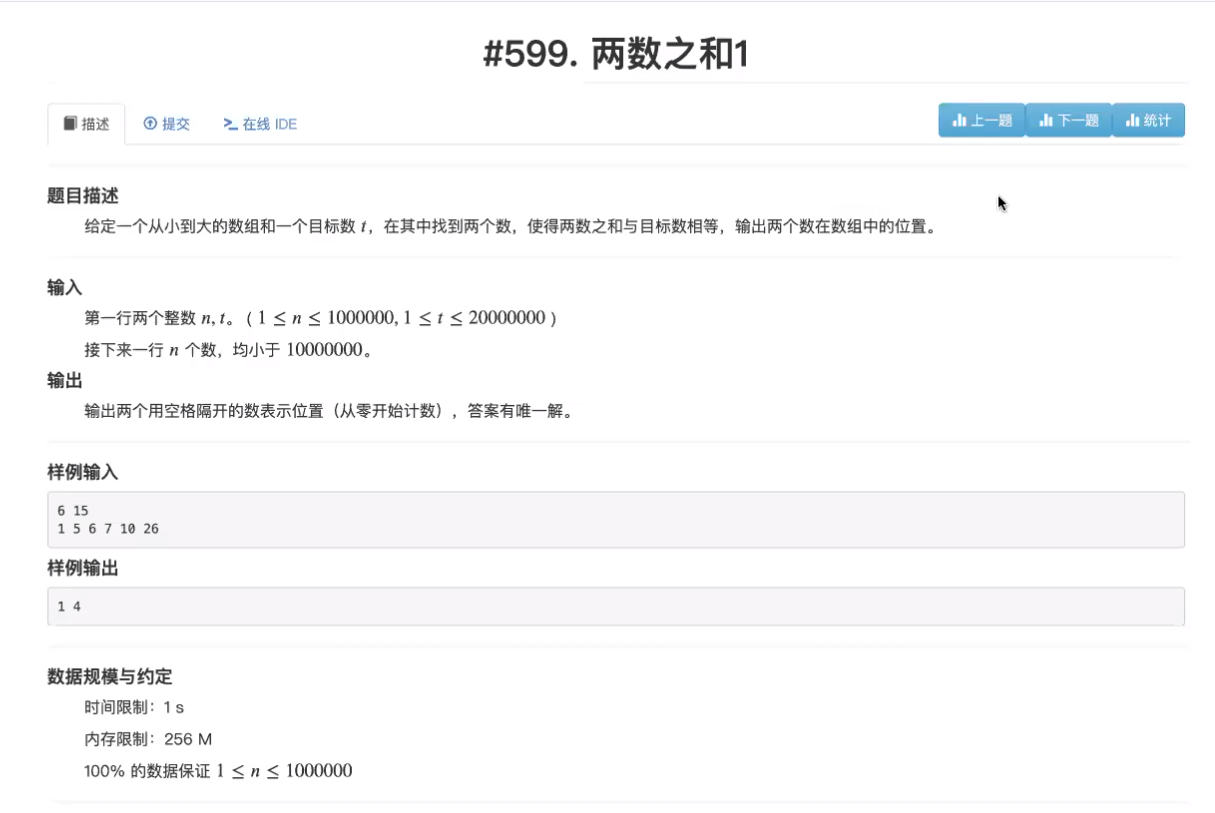 #599. 两数之和1
描述 提交 >_ 在线 IDE 上一题 下一题 统计
题目描述
给定一个从小到大的数组和一个目标数 t，在其中找到两个数，使得两数之和与目标数相等，输出两个数在数组中的位置。
输入
第一行两个整数 n, t。( 1 ≤ n ≤ 1000000, 1 ≤ t ≤ 20000000 )
接下来一行 n 个数，均小于 10000000。
输出
输出两个用空格隔开的数表示位置（从零开始计数），答案有唯一解。
样例输入
6 15
1 5 6 7 10 26
样例输出
1 4
数据规模与约定
时间限制：1 s
内存限制：256 M
100% 的数据保证 1 ≤ n ≤ 1000000